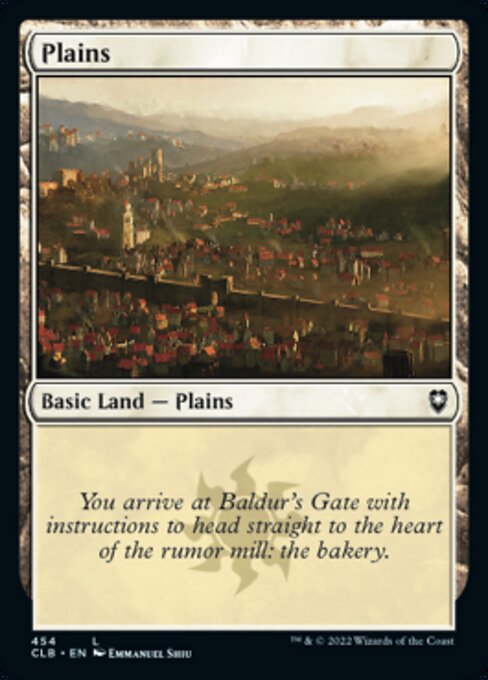 Plains
Basic Land — Plains
You arrive at Baldur's Gate with
instructions to head straight to the heart
of the rumor mill: the bakery.
454 L
CLB • EN Emmanuel Shiu
™ & © 2022 Wizards of the Coast